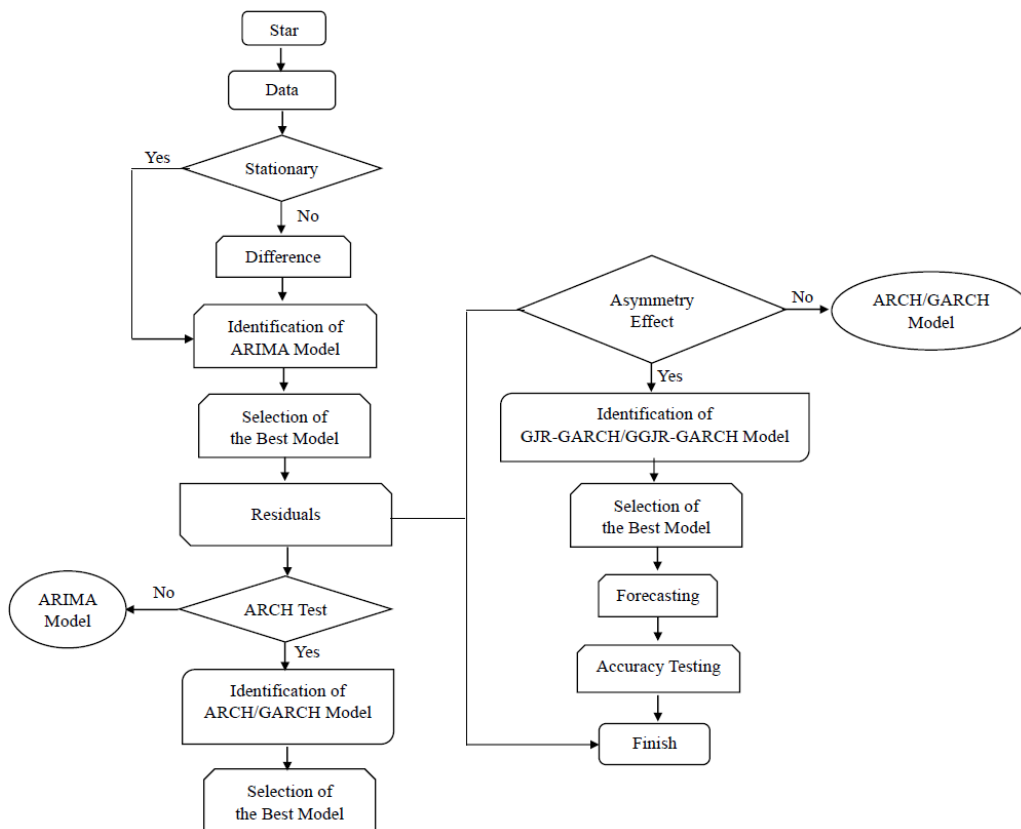 Star
Data
Yes
Stationary
No
Difference
Identification of
ARIMA Model
Selection of
the Best Model
Residuals
No
ARIMA
Model
ARCH Test
Yes
Identification of
ARCH/GARCH Model
Selection of
the Best Model
Asymmetry
Effect
No
ARCH/GARCH
Model
Yes
Identification of
GJR-GARCH/GGJR-GARCH Model
Selection of
the Best Model
Forecasting
Accuracy Testing
Finish